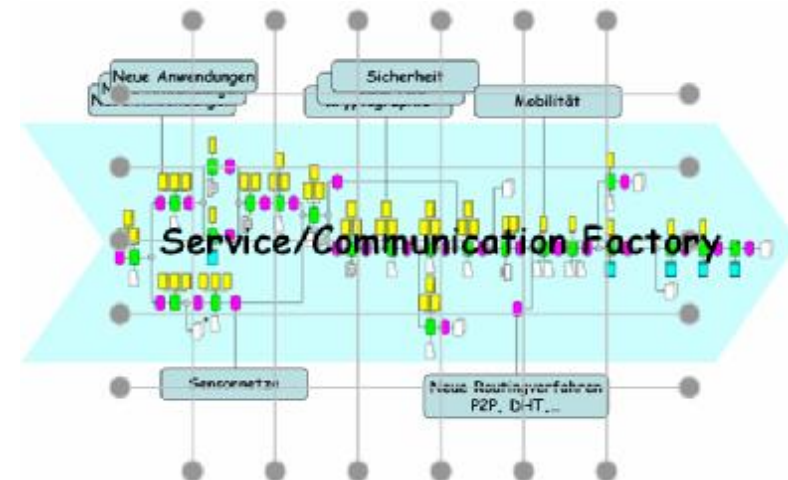 Neue Anwendungen
Sicherheit
Mobilität
Service/Communication Factory
Sensornetze
Neue Routingverfahren
P2P, DHT,…